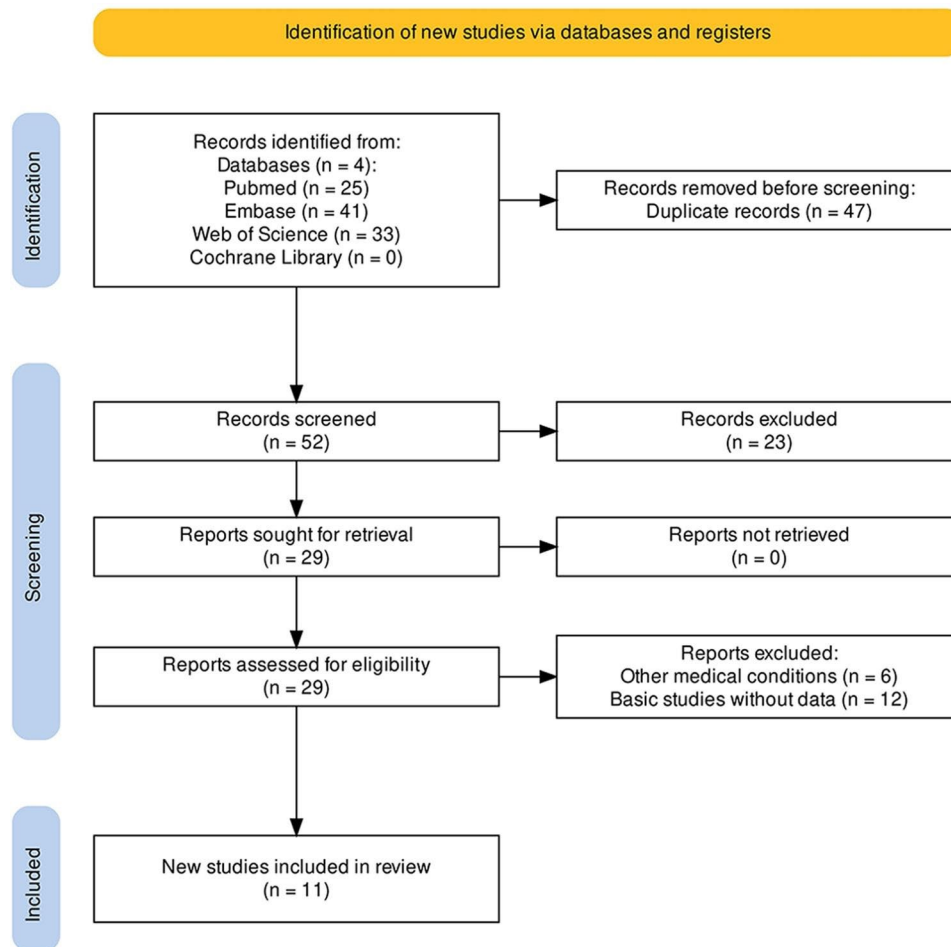 Identification of new studies via databases and registers
Identification
Records identified from:
Databases (n = 4):
Pubmed (n = 25)
Embase (n = 41)
Web of Science (n = 33)
Cochrane Library (n = 0)
Records removed before screening:
Duplicate records (n = 47)
Screening
Records screened
(n = 52)
Records excluded
(n = 23)
Reports sought for retrieval
(n = 29)
Reports not retrieved
(n = 0)
Reports assessed for eligibility
(n = 29)
Reports excluded:
Other medical conditions (n = 6)
Basic studies without data (n = 12)
Included
New studies included in review
(n = 11)